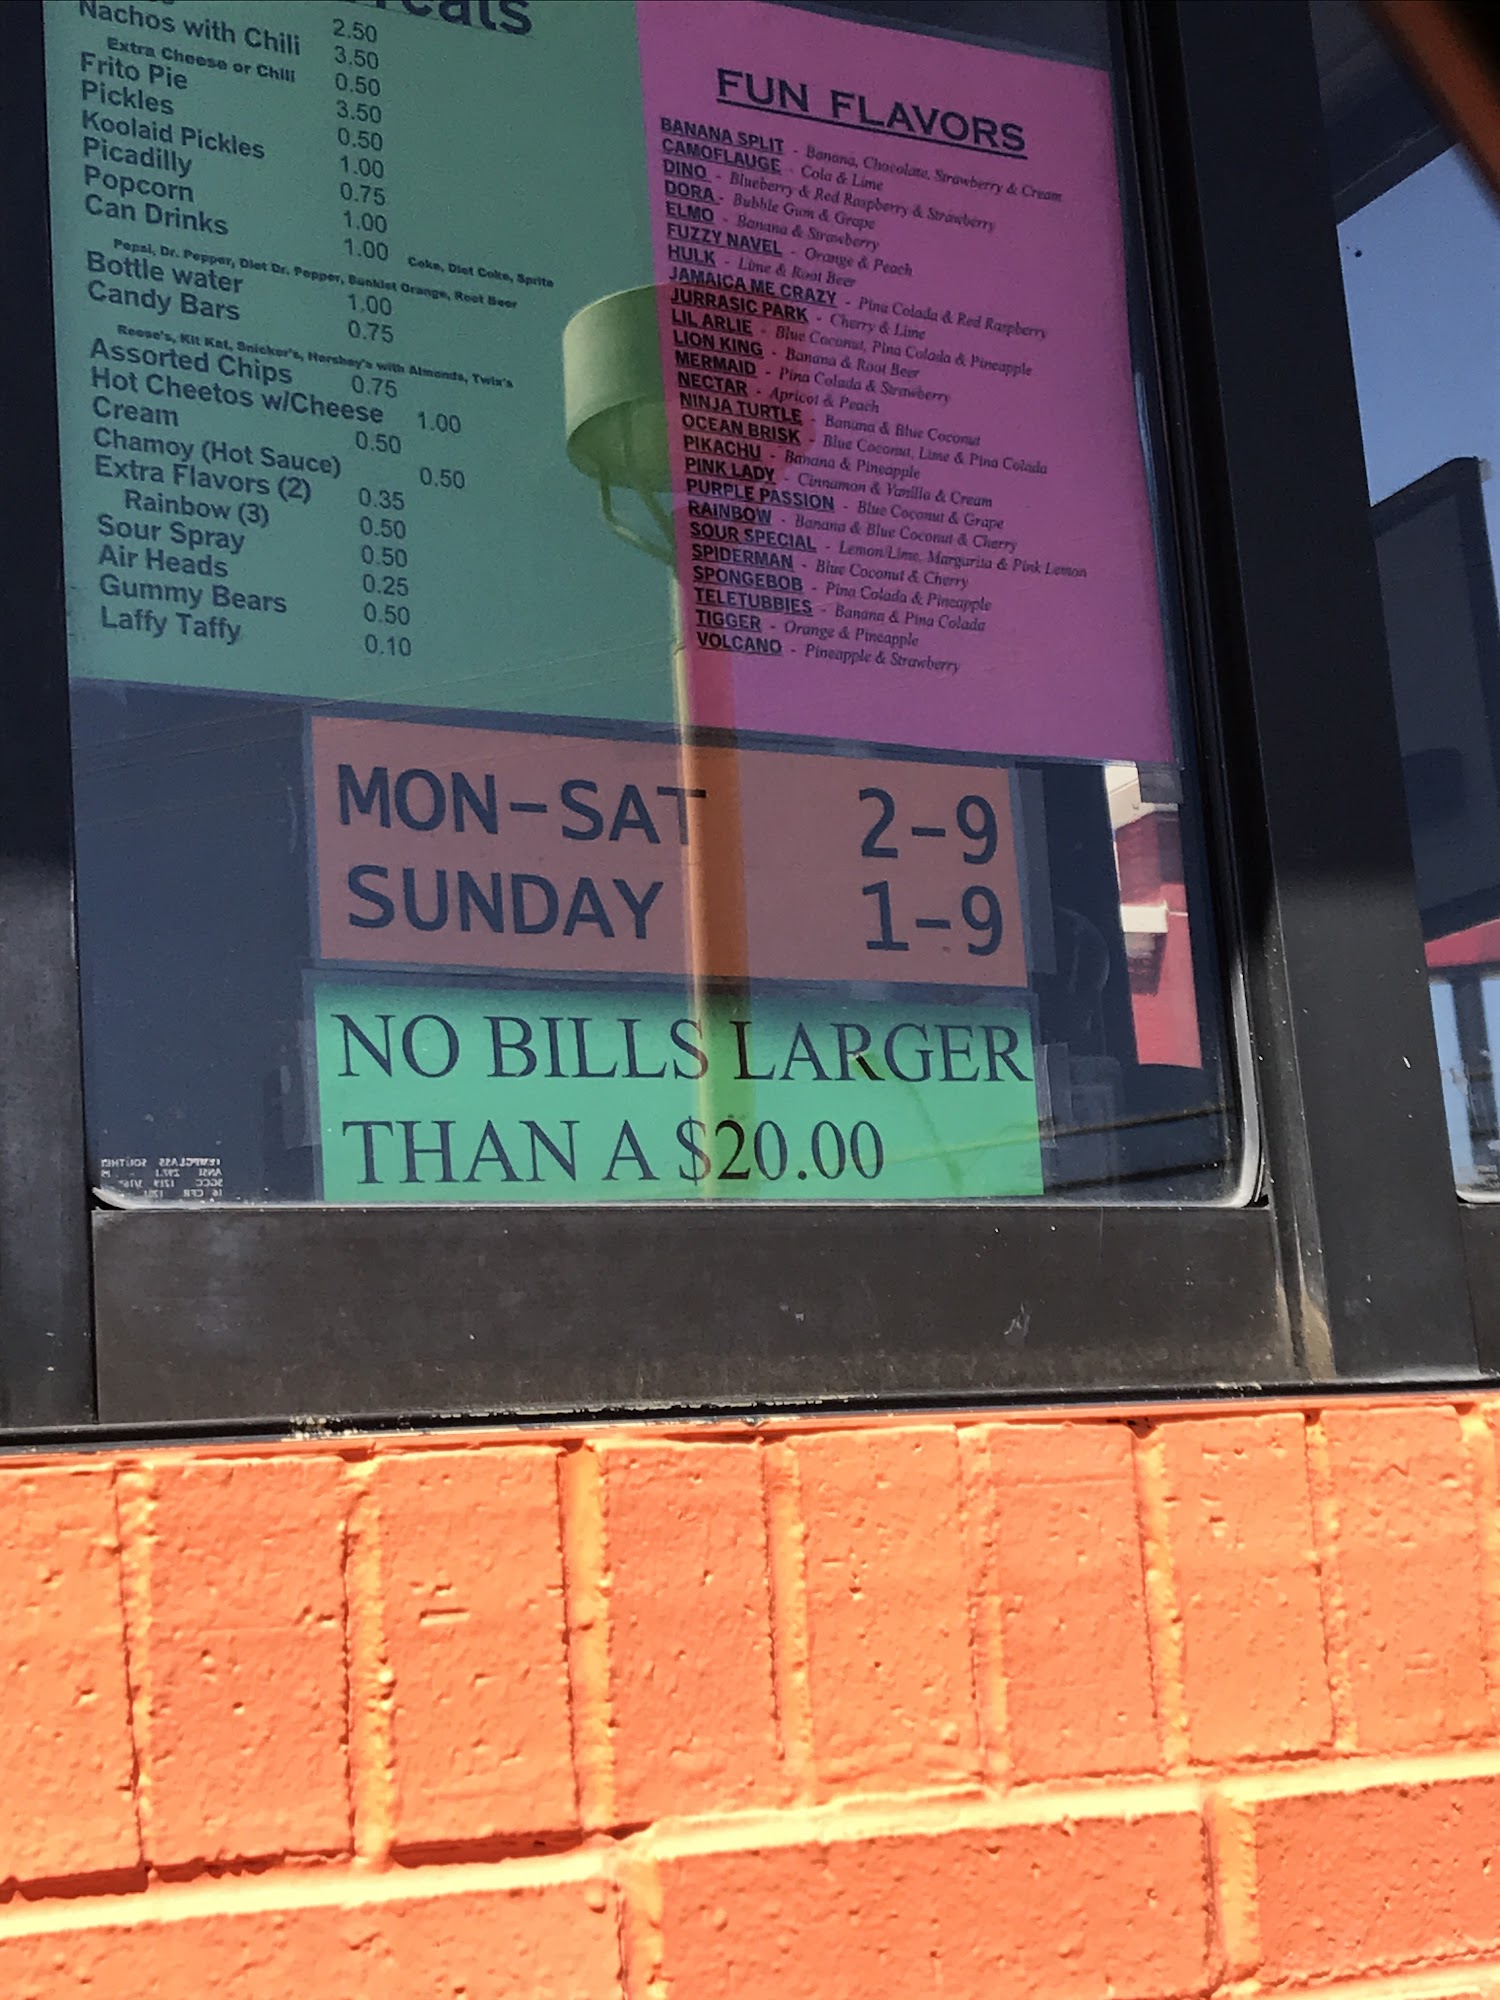 2.50
Nachos with Chili 3.50
Extra Cheese or Chili 0.50
Frito Pie 3.50
Pickles 0.50
Koolaid Pickles 1.00
Picadilly 0.75
Popcorn 1.00
Can Drinks 1.00 Coke, Diet Coke, Sprite
Pepsi, Dr. Pepper, Diet Dr. Pepper, Sunkist Orange, Root Beer
Bottle water 1.00
Candy Bars 0.75
Reese's, Kit Kat, Snicker's, Hershey's with Almonds, Twix's
Assorted Chips 0.75
Hot Cheetos w/Cheese 1.00
Cream 0.50
Chamoy (Hot Sauce) 0.50
Extra Flavors (2) 0.35
Rainbow (3) 0.50
Sour Spray 0.50
Air Heads 0.25
Gummy Bears 0.50
Laffy Taffy 0.10
FUN FLAVORS
BANANA SPLIT - Banana, Chocolate, Strawberry & Cream
CAMOFLAUGE - Cola & Lime
DINO - Blueberry & Red Raspberry & Strawberry
DORA - Bubble Gum & Grape
ELMO - Banana & Strawberry
FUZZY NAVEL - Orange & Peach
HULK - Lime & Root Beer
JAMAICA ME CRAZY - Pina Colada & Red Raspberry
JURRASIC PARK - Cherry & Lime
LIL ARLIE - Blue Coconut, Pina Colada & Pineapple
LION KING - Banana & Root Beer
MERMAID - Pina Colada & Strawberry
NECTAR - Apricot & Peach
NINJA TURTLE - Banana & Blue Coconut
OCEAN BRISK - Blue Coconut, Lime & Pina Colada
PIKACHU - Banana & Pineapple
PINK LADY - Cinnamon & Vanilla & Cream
PURPLE PASSION - Blue Coconut & Grape
RAINBOW - Banana & Blue Coconut & Cherry
SOUR SPECIAL - Lemon/Lime, Margurita & Pink Lemon
SPIDERMAN - Blue Coconut & Cherry
SPONGEBOB - Pina Colada & Pineapple
TELETUBBIES - Banana & Pina Colada
TIGGER - Orange & Pineapple
VOLCANO - Pineapple & Strawberry
MON-SAT 2-9
SUNDAY 1-9
NO BILLS LARGER
THAN A $20.00